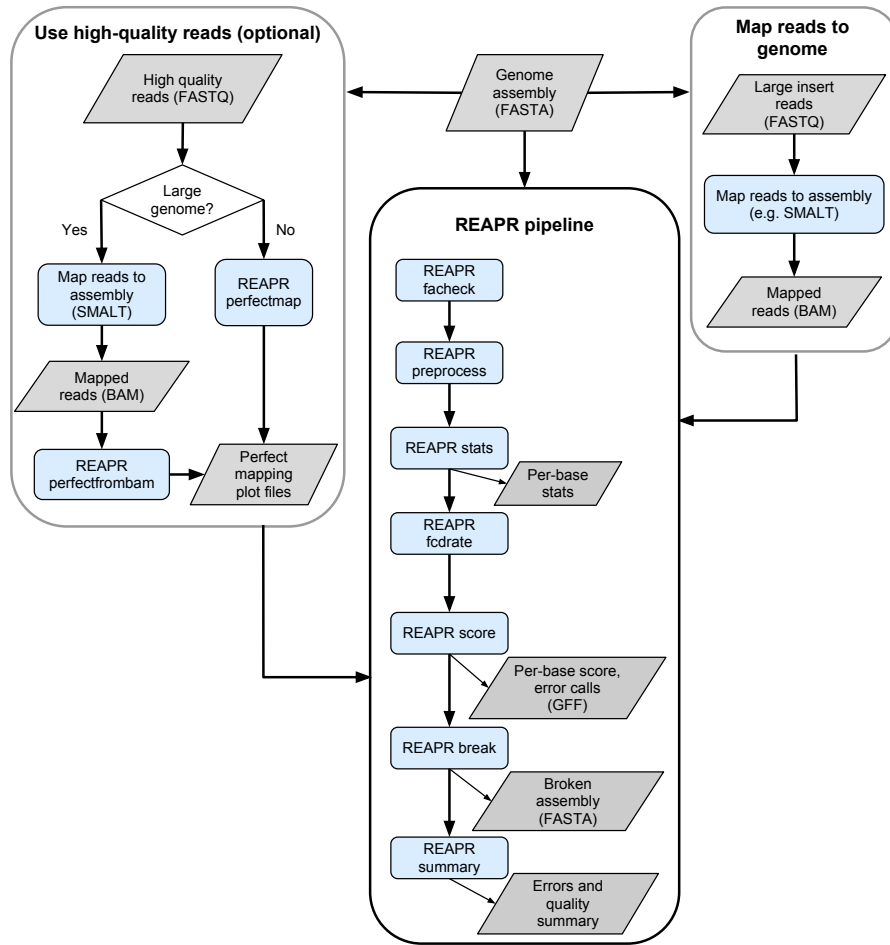 Use high-quality reads (optional)
High quality
reads (FASTQ)
Large
genome?
Yes
No
Map reads to
assembly
(SMALT)
REAPR
perfectmap
Mapped
reads (BAM)
REAPR
perfectfrombam
Perfect
mapping
plot files
Genome
assembly
(FASTA)
Map reads to
genome
Large insert
reads
(FASTQ)
Map reads to assembly
(e.g. SMALT)
Mapped
reads (BAM)
REAPR pipeline
REAPR
facheck
REAPR
preprocess
REAPR stats
Per-base
stats
REAPR
fcdrate
REAPR score
Per-base score,
error calls
(GFF)
REAPR break
Broken
assembly
(FASTA)
REAPR
summary
Errors and
quality
summary